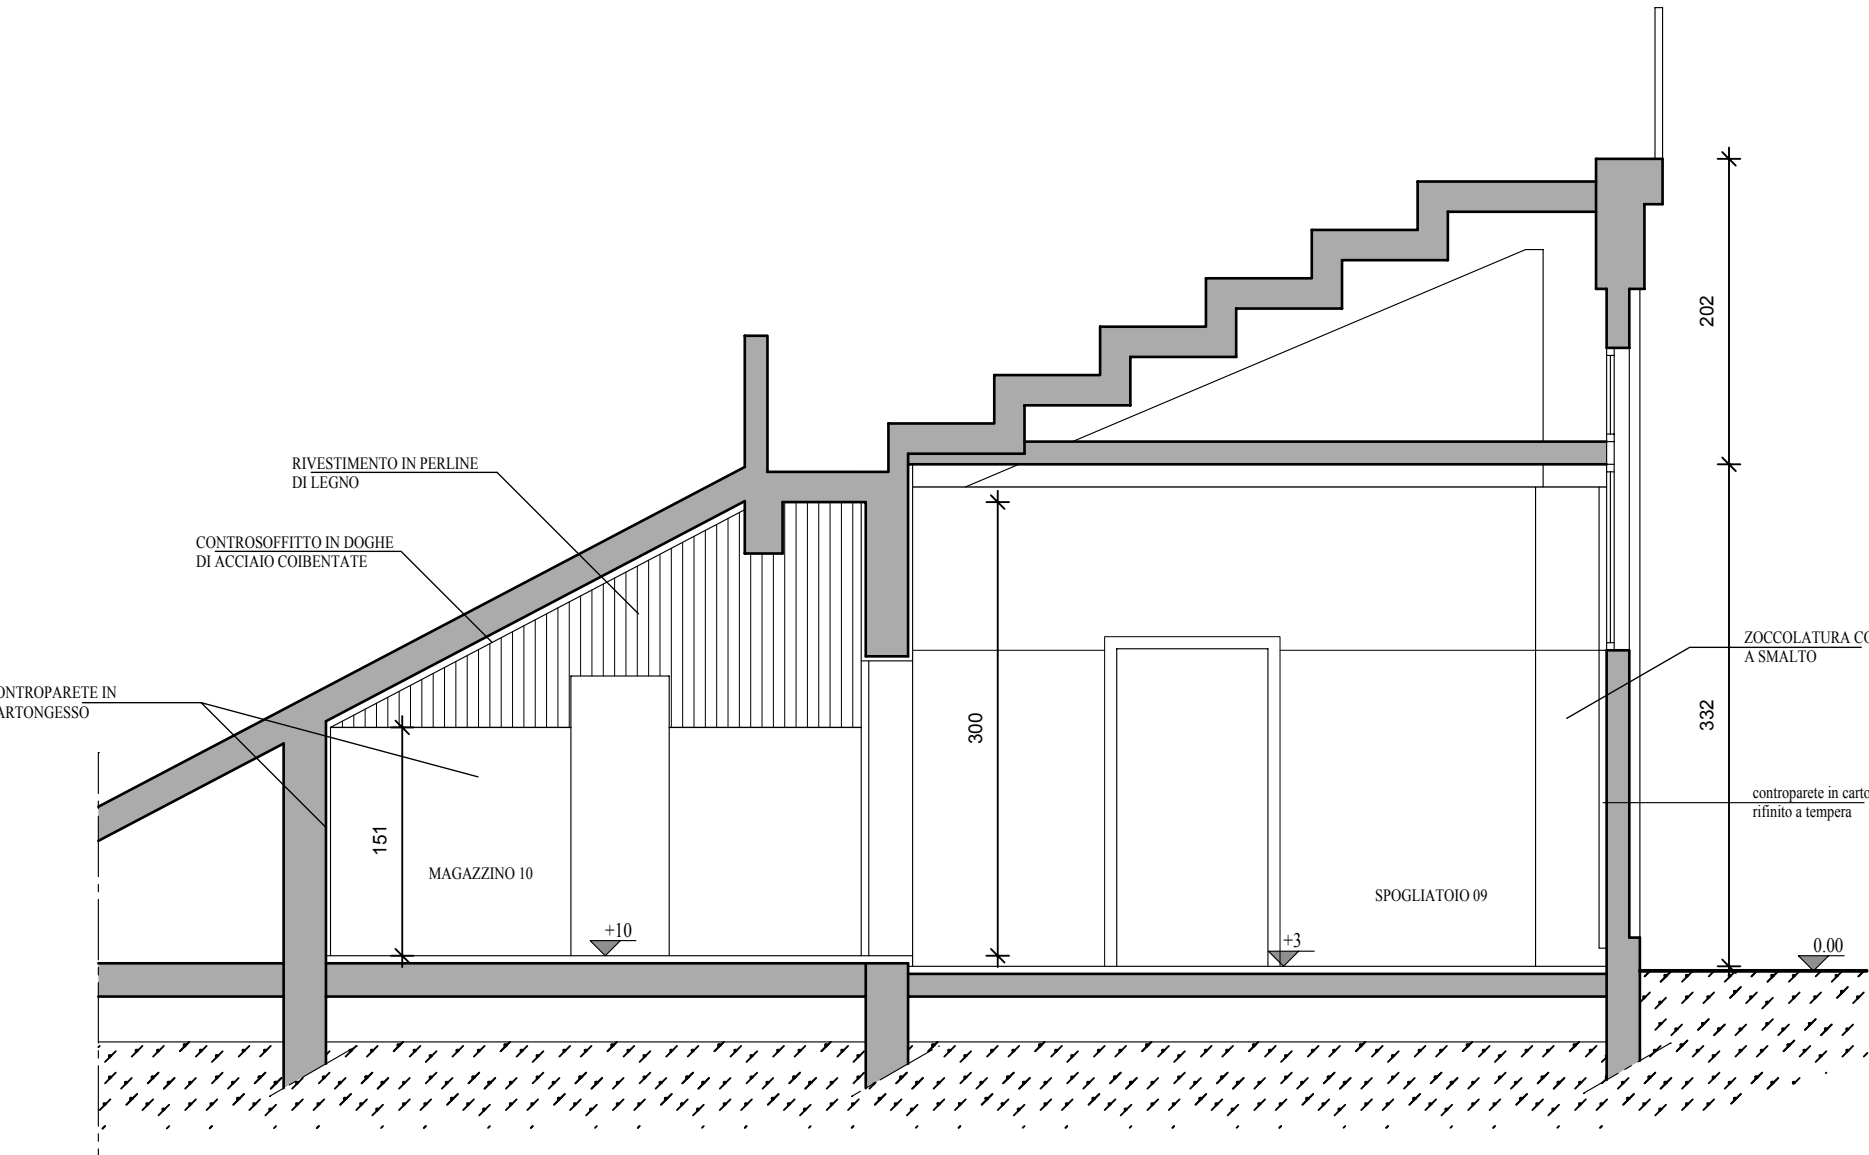 RIVESTIMENTO IN PERLINE
DI LEGNO
CONTROSOFFITTO IN DOGHE
DI ACCIAIO COIBENTATE
ONTROPARETE IN
ARTONGESSO
151
MAGAZZINO 10
+10
300
SPOGLIATOIO 09
+3
202
332
ZOCCOLATURA CO
A SMALTO
controparete in carto
rifinito a tempera
0.00